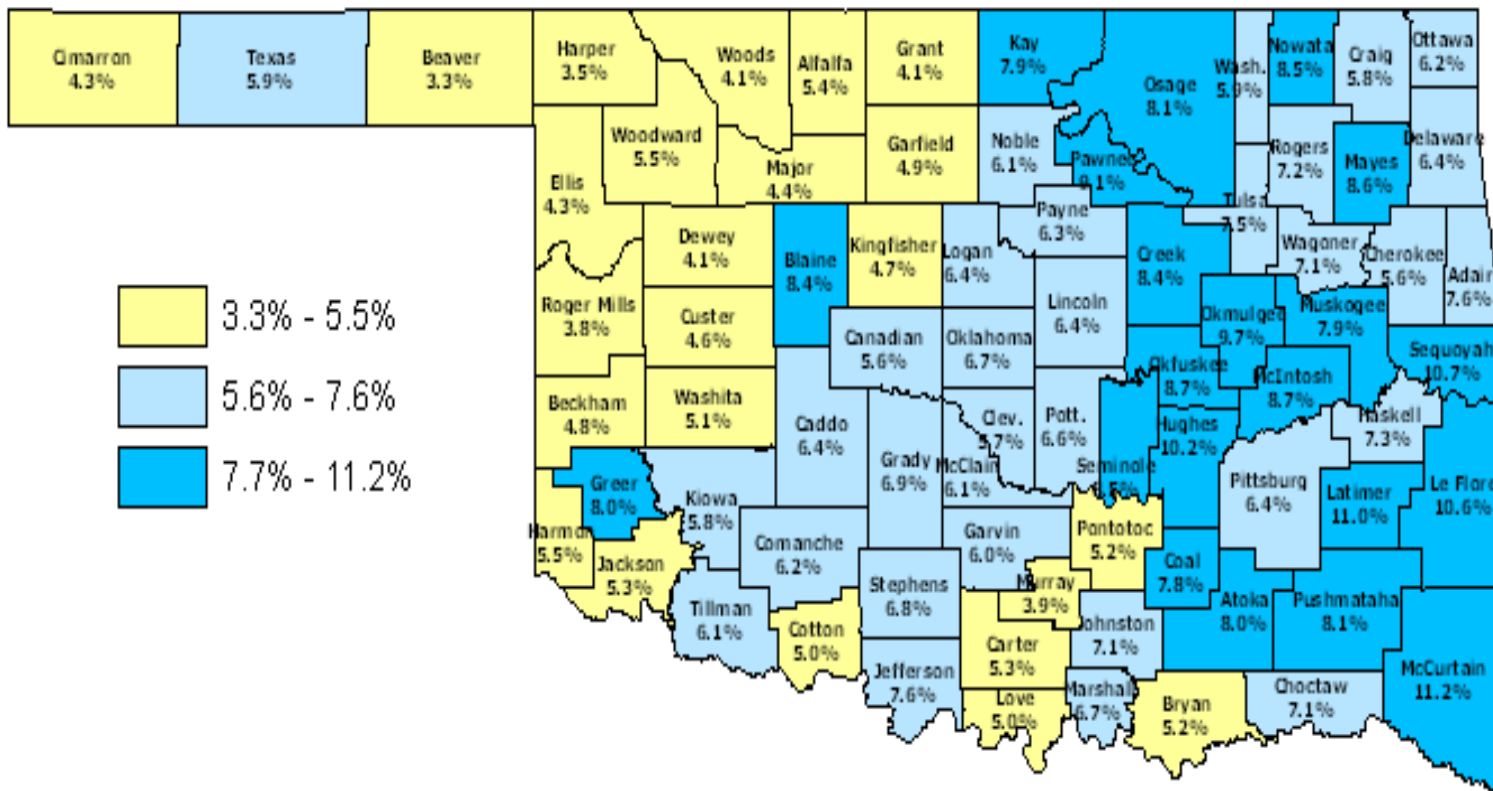 Cimarron
4.3%
Texas
5.9%
Beaver
3.3%
Harper
3.5%
Woods
4.1%
Alfalfa
5.4%
Grant
4.1%
Kay
7.9%
Osage
8.1%
Wash.
5.9%
Nowata
8.5%
Craig
5.8%
Ottawa
6.2%
Woodward
5.5%
Ellis
4.3%
Major
4.4%
Garfield
4.9%
Noble
6.1%
Pawnee
9.1%
Rogers
7.2%
Mayes
8.6%
Delaware
6.4%
Tulsa
7.5%
Payne
6.3%
Dewey
4.1%
Blaine
8.4%
Kingfisher
4.7%
Logan
6.4%
Creek
8.4%
Wagoner
7.1%
Cherokee
5.6%
Adair
7.6%
Roger Mills
3.8%
Custer
4.6%
Canadian
5.6%
Oklahoma
6.7%
Lincoln
6.4%
Okmulgee
9.7%
Muskogee
7.9%
Sequoyah
10.7%
3.3% - 5.5%
5.6% - 7.6%
7.7% - 11.2%
Beckham
4.8%
Washita
5.1%
Caddo
6.4%
Grady
6.9%
McClain
6.1%
Clev.
5.7%
Pott.
6.6%
Seminole
Okfuskee
8.7%
McIntosh
8.7%
Hughes
10.2%
Haskell
7.3%
Pittsburg
6.4%
Latimer
11.0%
Le Flore
10.6%
Greer
8.0%
Kiowa
5.8%
Harmon
5.5%
Jackson
5.3%
Comanche
6.2%
Garvin
6.0%
Pontotoc
5.2%
Coal
7.8%
Tillman
6.1%
Cotton
5.0%
Stephens
6.8%
Murray
3.9%
Johnston
7.1%
Atoka
8.0%
Pushmataha
8.1%
Jefferson
7.6%
Carter
5.3%
Love
5.0%
Marshall
6.7%
Bryan
5.2%
Choctaw
7.1%
McCurtain
11.2%